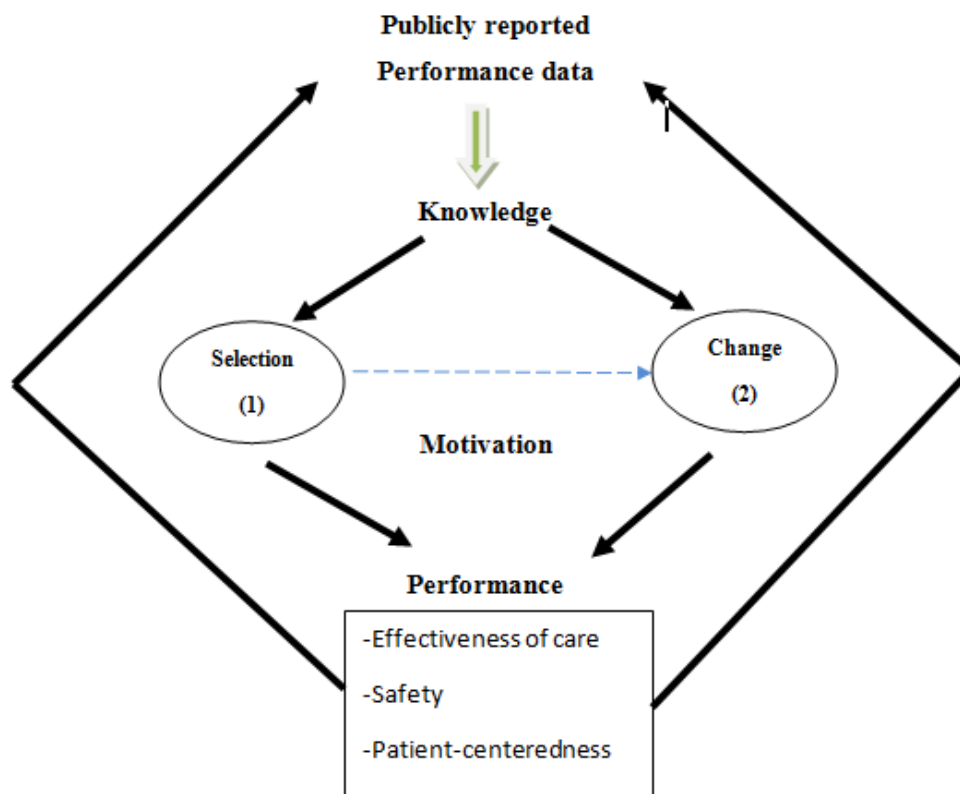 Publicly reported
Performance data
Knowledge
Selection
(1)
Change
(2)
Motivation
Performance
-Effectiveness of care
-Safety
-Patient-centeredness